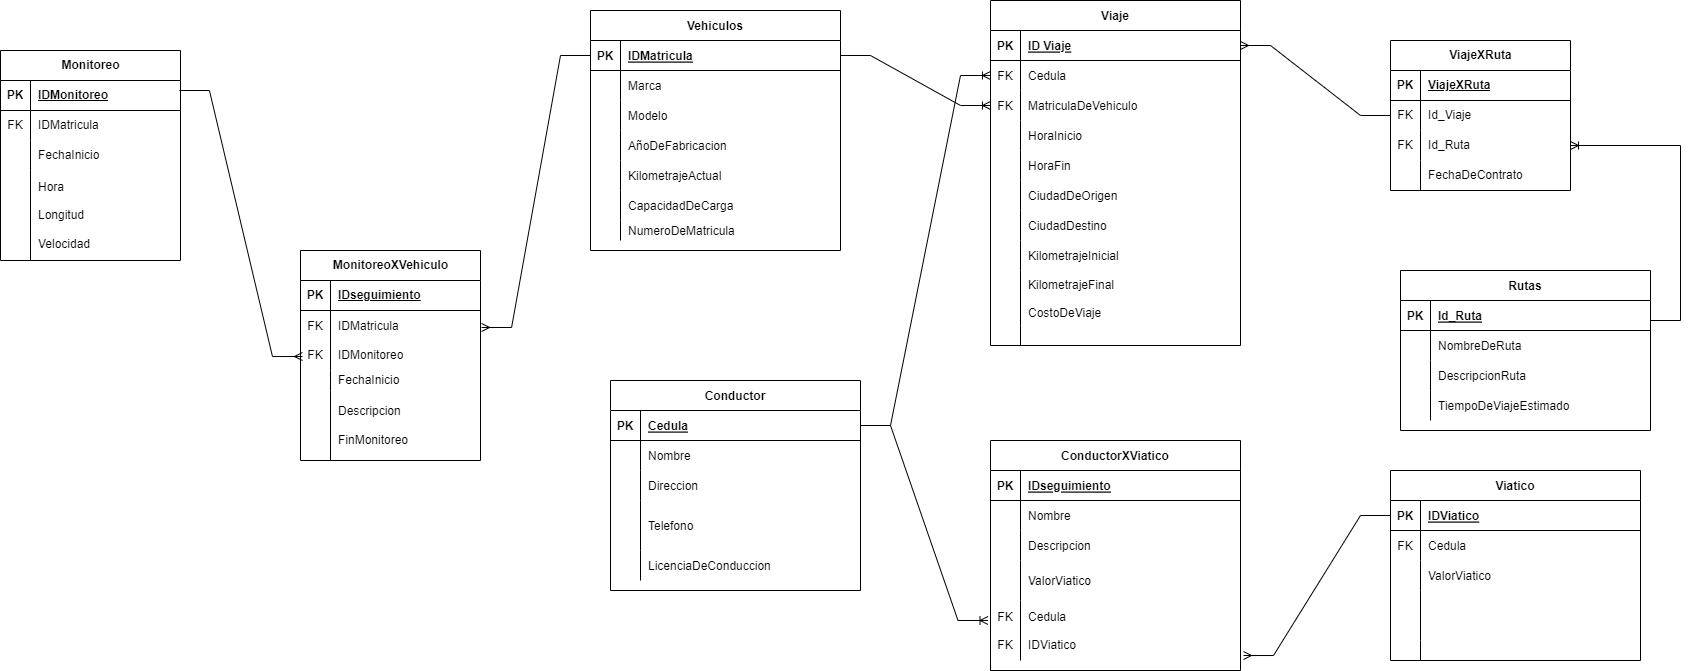 Monitoreo
PK IDMonitoreo
FK IDMatricula
FechaInicio
Hora
Longitud
Velocidad
MonitoreoXVehiculo
PK IDseguimiento
FK IDMatricula
FK IDMonitoreo
FechaInicio
Descripcion
FinMonitoreo
Vehiculos
PK IDMatricula
Marca
Modelo
AñoDeFabricacion
KilometrajeActual
CapacidadDeCarga
NumeroDeMatricula
Conductor
PK Cedula
Nombre
Direccion
Telefono
LicenciaDeConduccion
Viaje
PK ID Viaje
FK Cedula
FK MatriculaDeVehiculo
HoraInicio
HoraFin
CiudadDeOrigen
CiudadDestino
KilometrajeInicial
KilometrajeFinal
CostoDeViaje
ConductorXViatico
PK IDseguimiento
Nombre
Descripcion
ValorViatico
FK Cedula
FK IDViatico
ViajeXRuta
PK ViajeXRuta
FK Id_Viaje
FK Id_Ruta
FechaDeContrato
Rutas
PK Id_Ruta
NombreDeRuta
DescripcionRuta
TiempoDeViajeEstimado
Viatico
PK IDViatico
FK Cedula
ValorViatico